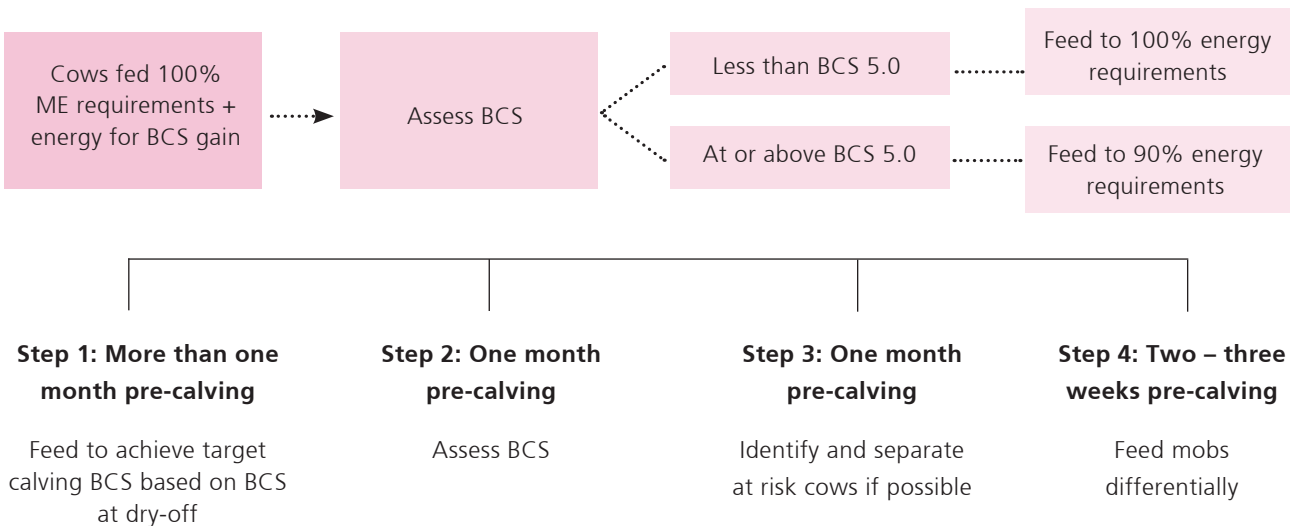 Cows fed 100%
ME requirements +
energy for BCS gain
Assess BCS
Less than BCS 5.0
Feed to 100% energy
requirements
At or above BCS 5.0
Feed to 90% energy
requirements
Step 1: More than one
month pre-calving
Feed to achieve target
calving BCS based on BCS
at dry-off
Step 2: One month
pre-calving
Assess BCS
Step 3: One month
pre-calving
Identify and separate
at risk cows if possible
Step 4: Two – three
weeks pre-calving
Feed mobs
differentially